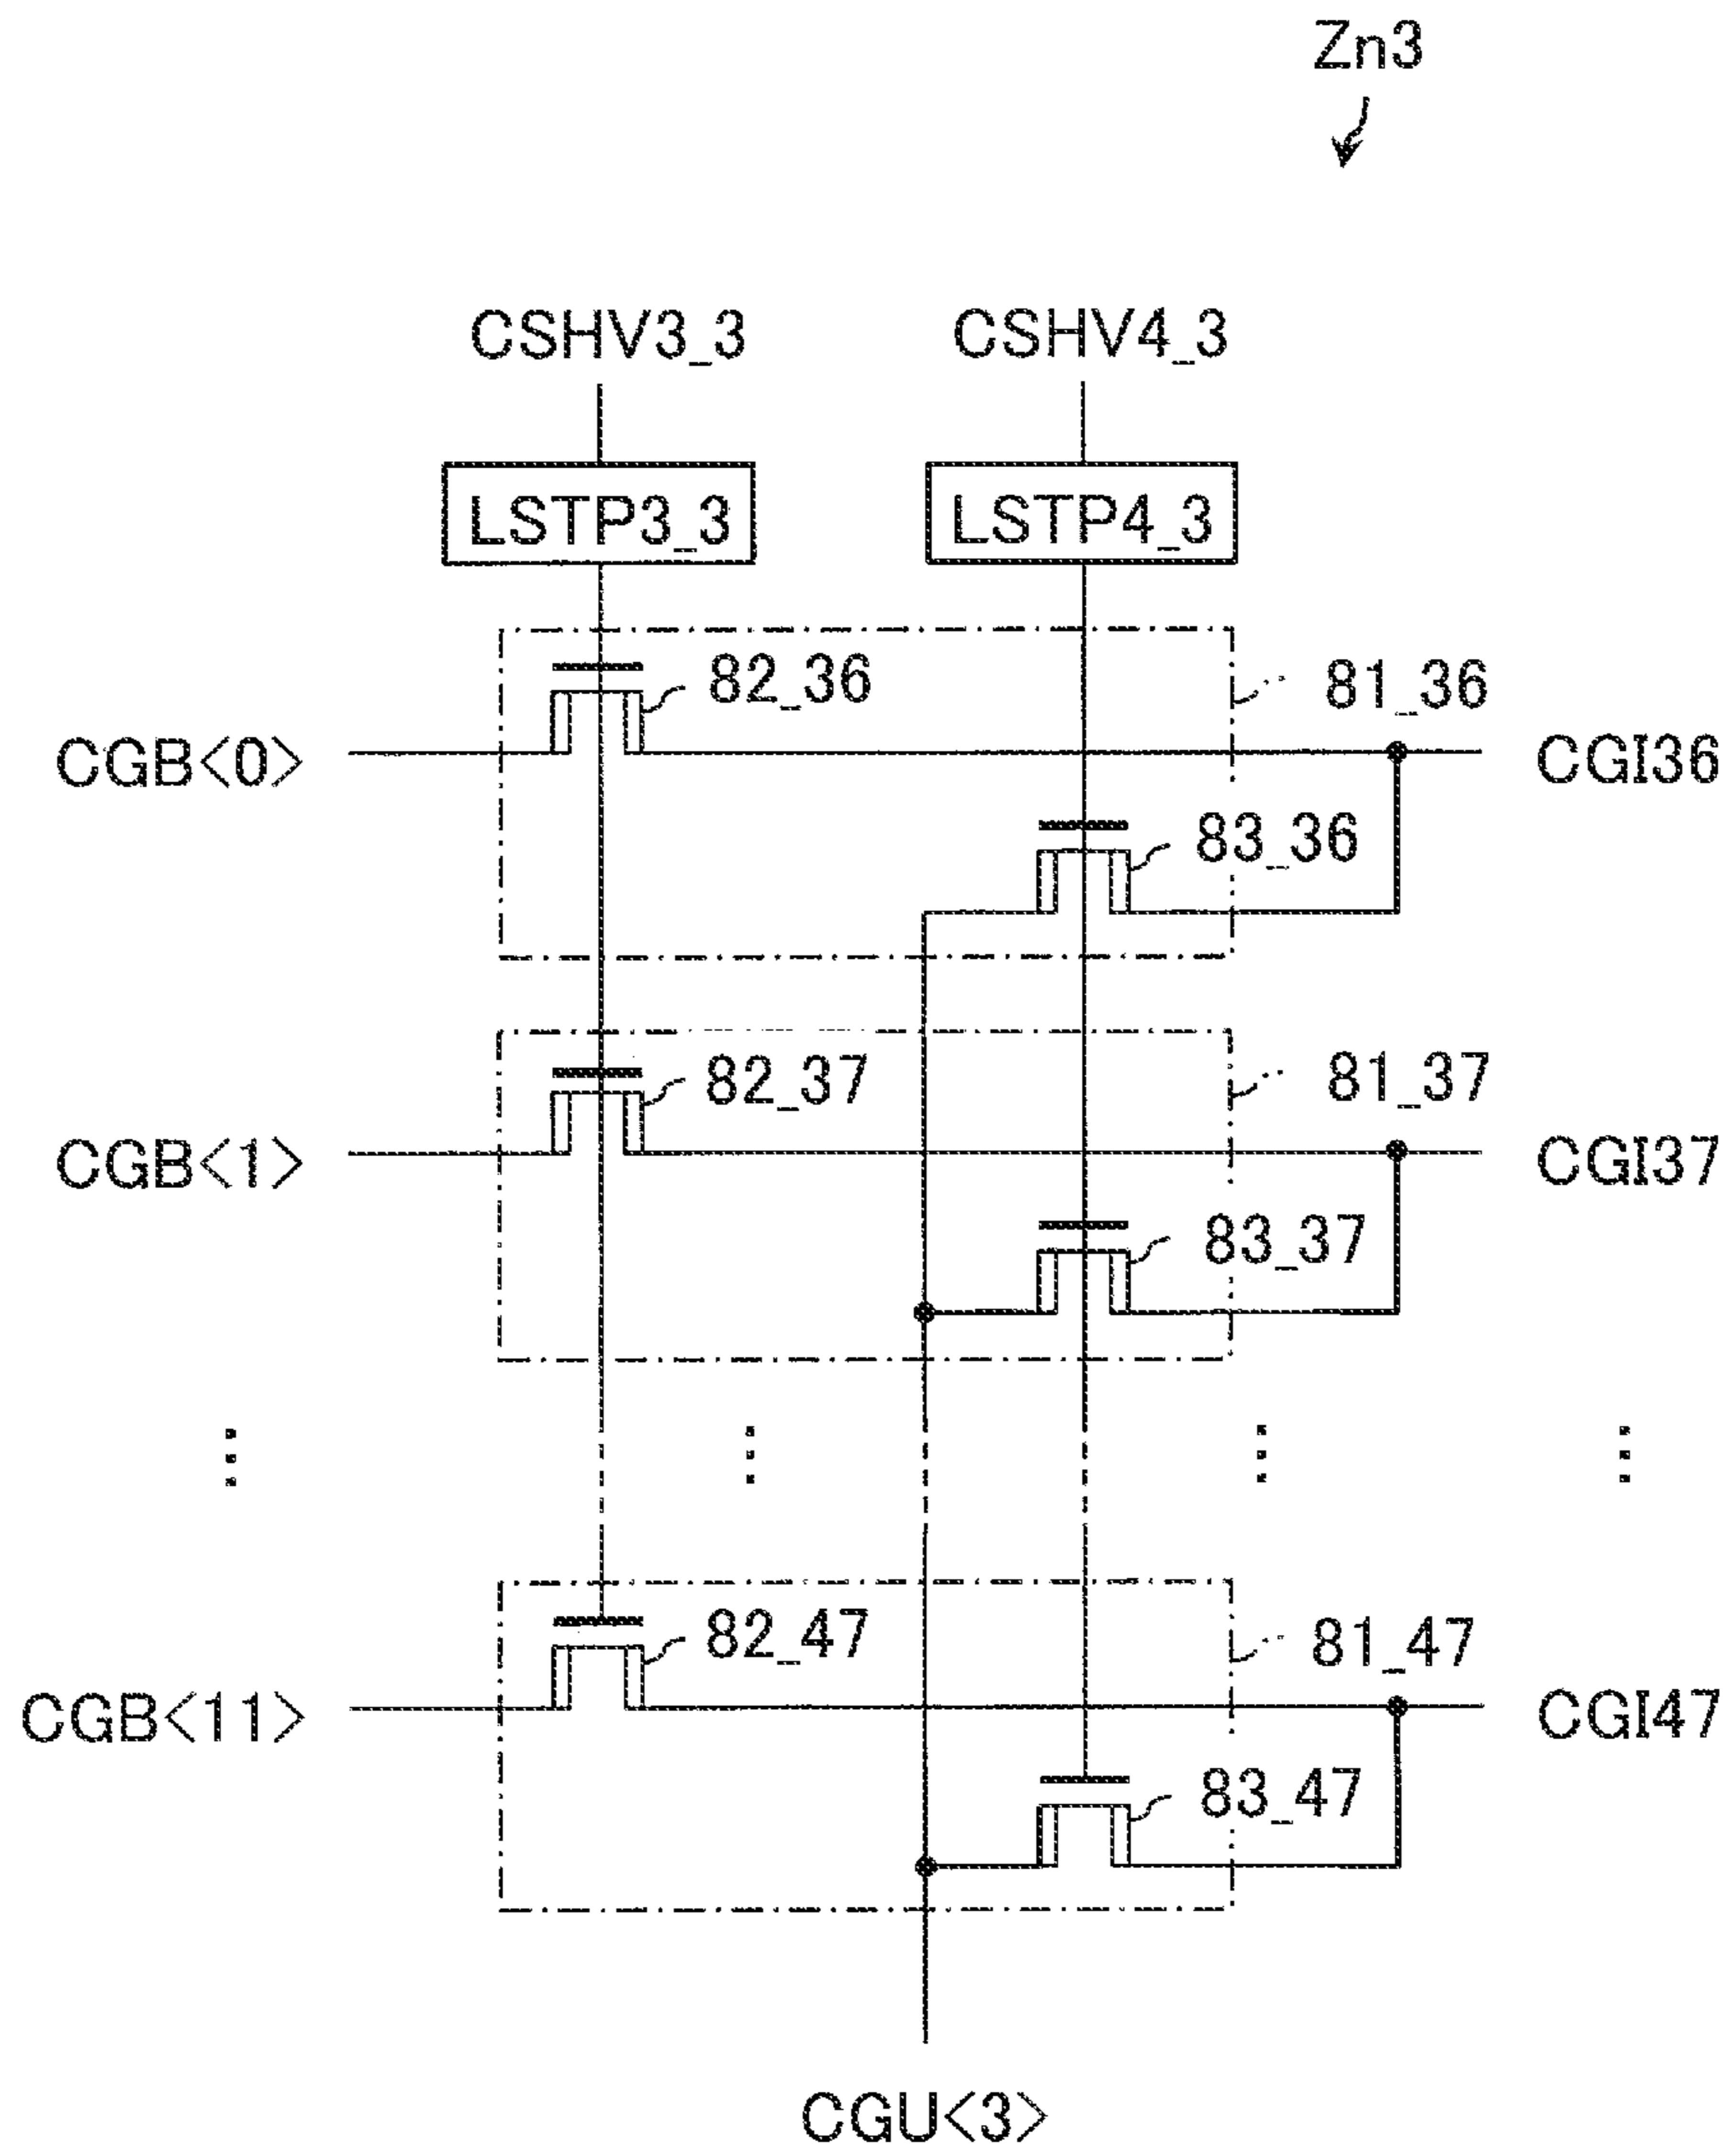 Zn3
CSHV3_3
CSHV4_3
LSTP3_3
LSTP4_3
82_36
81_36
CGB<0>
CGI36
83_36
82_37
81_37
CGB<1>
CGI37
83_37
82_47
81_47
CGB<11>
CGI47
83_47
CGU<3>